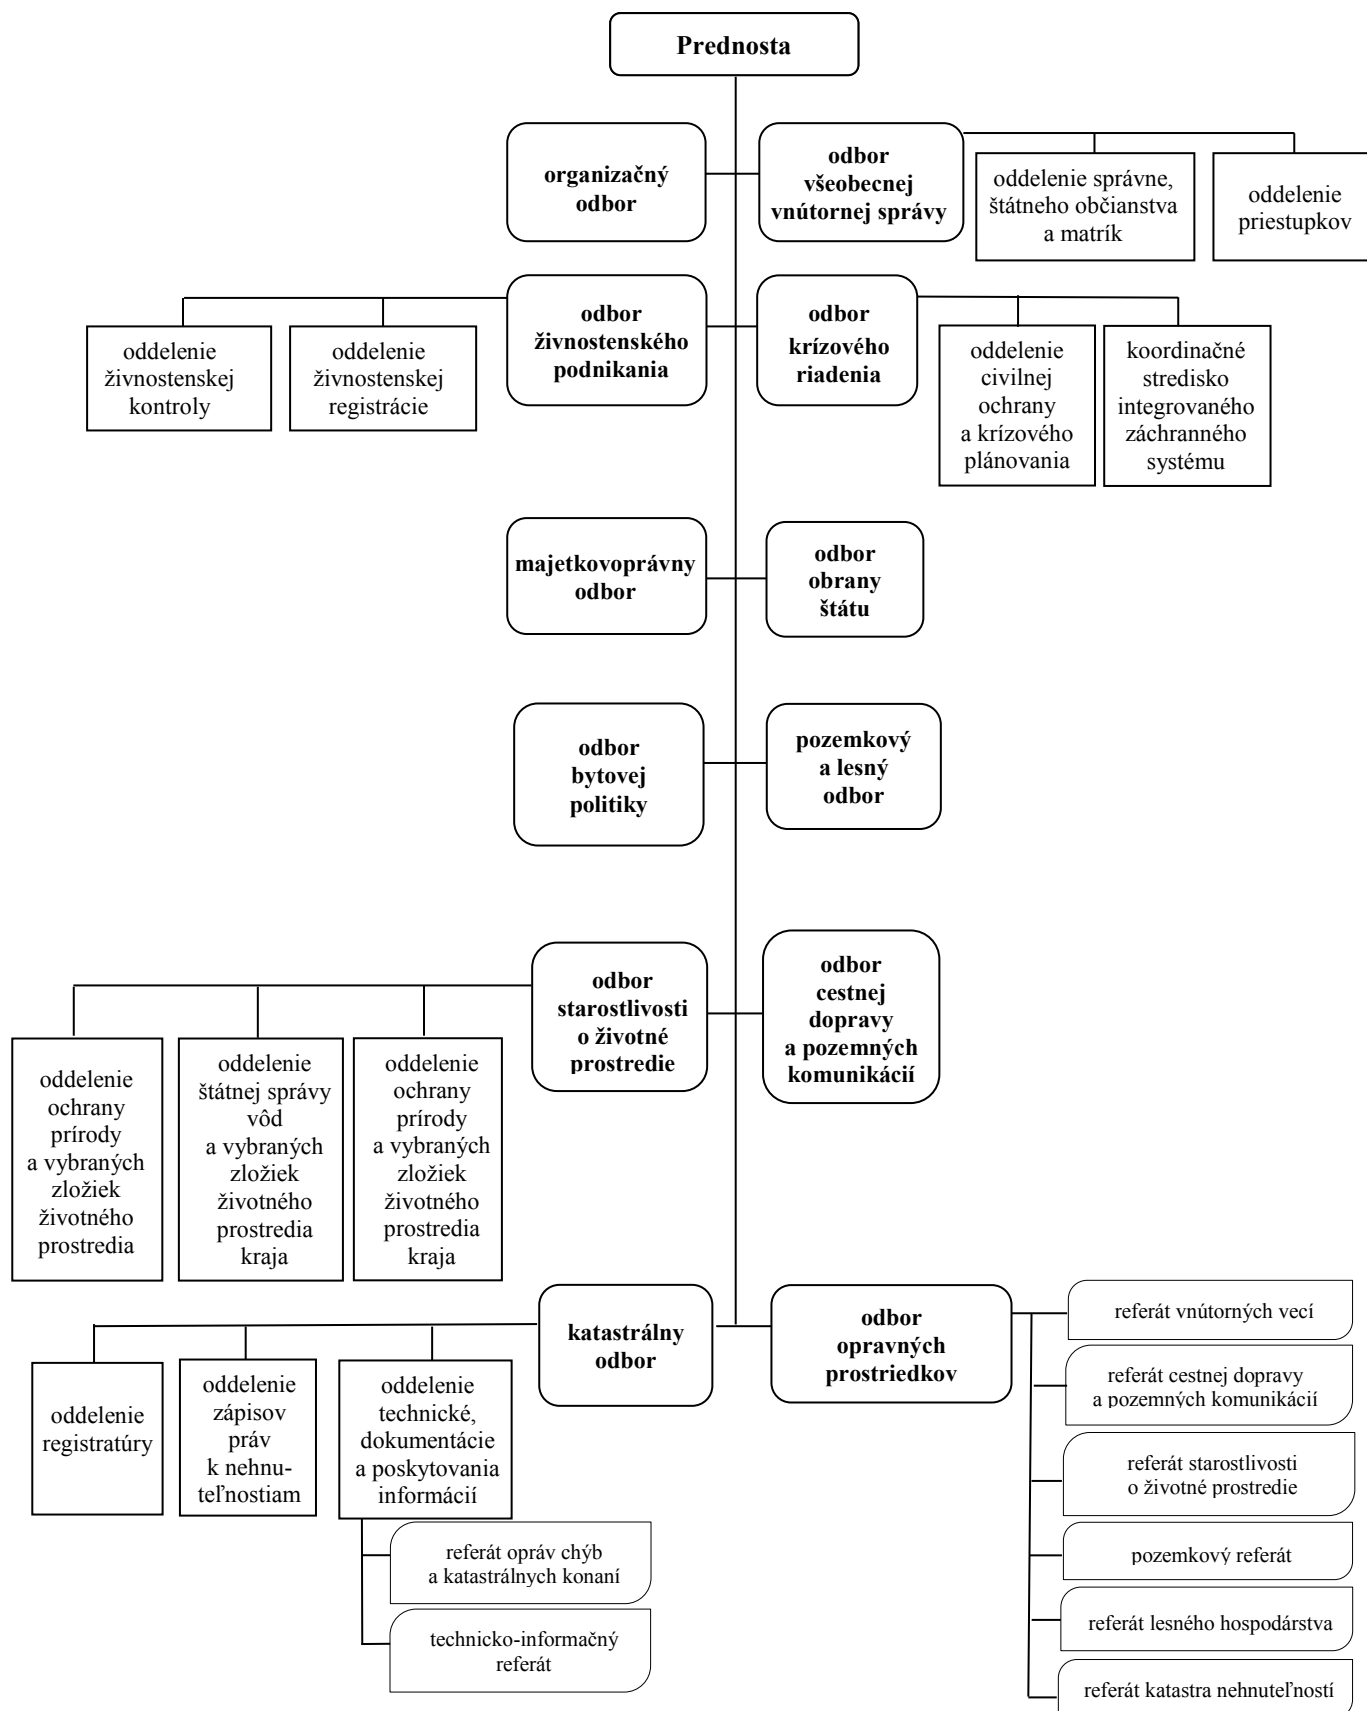 Prednosta
organizačný
odbor
odbor
všeobecnej
vnútornej správy
oddelenie správne,
štátneho občianstva
a matrík
oddelenie
priestupkov
oddelenie
živnostenskej
kontroly
oddelenie
živnostenskej
registrácie
odbor
živnostenského
podnikania
odbor
krízového
riadenia
oddelenie
civilnej
ochrany
a krízového
plánovania
koordinačné
stredisko
integrovaného
záchranného
systému
majetkovoprávny
odbor
odbor
obrany
štátu
odbor
bytovej
politiky
pozemkový
a lesný
odbor
odbor
starostlivosti
o životné
prostredie
odbor
cestnej
dopravy
a pozemných
komunikácií
oddelenie
ochrany
prírody
a vybraných
zložiek
životného
prostredia
oddelenie
štátnej správy
vôd
a vybraných
zložiek
životného
prostredia
kraja
oddelenie
ochrany
prírody
a vybraných
zložiek
životného
prostredia
kraja
katastrálny
odbor
odbor
opravných
prostriedkov
oddelenie
registratúry
oddelenie
zápisov
práv
k nehnu-
teľnostiam
oddelenie
technické,
dokumentácie
a poskytovania
informácií
referát opráv chýb
a katastrálnych konaní
technicko-informačný
referát
referát vnútorných vecí
referát cestnej dopravy
a pozemných komunikácií
referát starostlivosti
o životné prostredie
pozemkový referát
referát lesného hospodárstva
referát katastra nehnuteľností